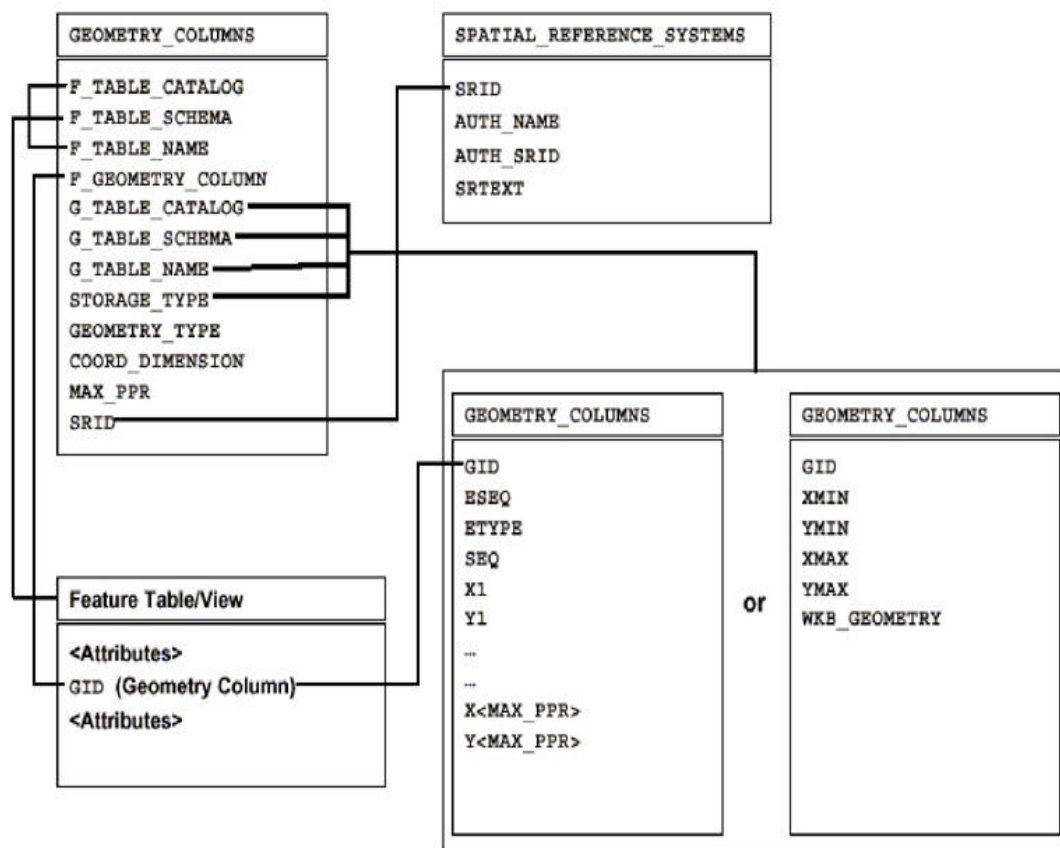 GEOMETRY_COLUMNS
F_TABLE_CATALOG
F_TABLE_SCHEMA
F_TABLE_NAME
F_GEOMETRY_COLUMN
G_TABLE_CATALOG
G_TABLE_SCHEMA
G_TABLE_NAME
STORAGE_TYPE
GEOMETRY_TYPE
COORD_DIMENSION
MAX_PPR
SRID
SPATIAL_REFERENCE_SYSTEMS
SRID
AUTH_NAME
AUTH_SRID
SRTEXT
Feature Table/View
<Attributes>
GID (Geometry Column)
<Attributes>
GEOMETRY_COLUMNS
GID
ESEQ
ETYPE
SEQ
X1
Y1
…
…
X<MAX_PPR>
Y<MAX_PPR>
or
GEOMETRY_COLUMNS
GID
XMIN
YMIN
XMAX
YMAX
WKB_GEOMETRY